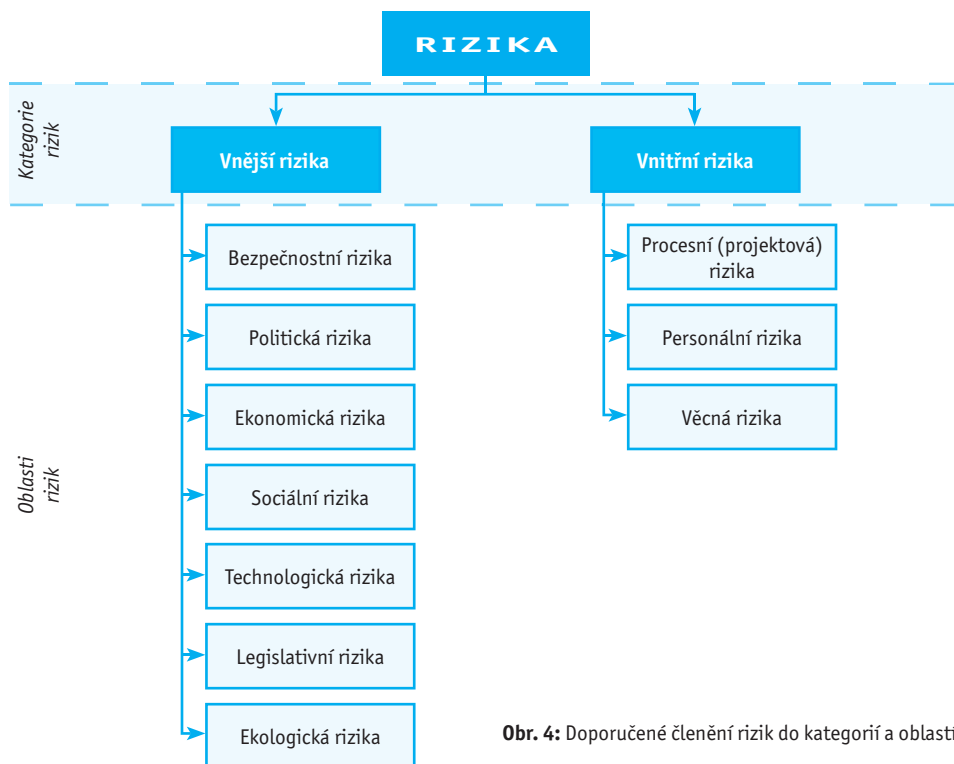 RIZIKA
Kategorie
rizik
Vnější rizika
Vnitřní rizika
Oblasti
rizik
Bezpečnostní rizika
Politická rizika
Ekonomická rizika
Sociální rizika
Technologická rizika
Legislativní rizika
Ekologická rizika
Procesní (projektová)
rizika
Personální rizika
Věcná rizika
Obr. 4: Doporučené členění rizik do kategorií a oblastí